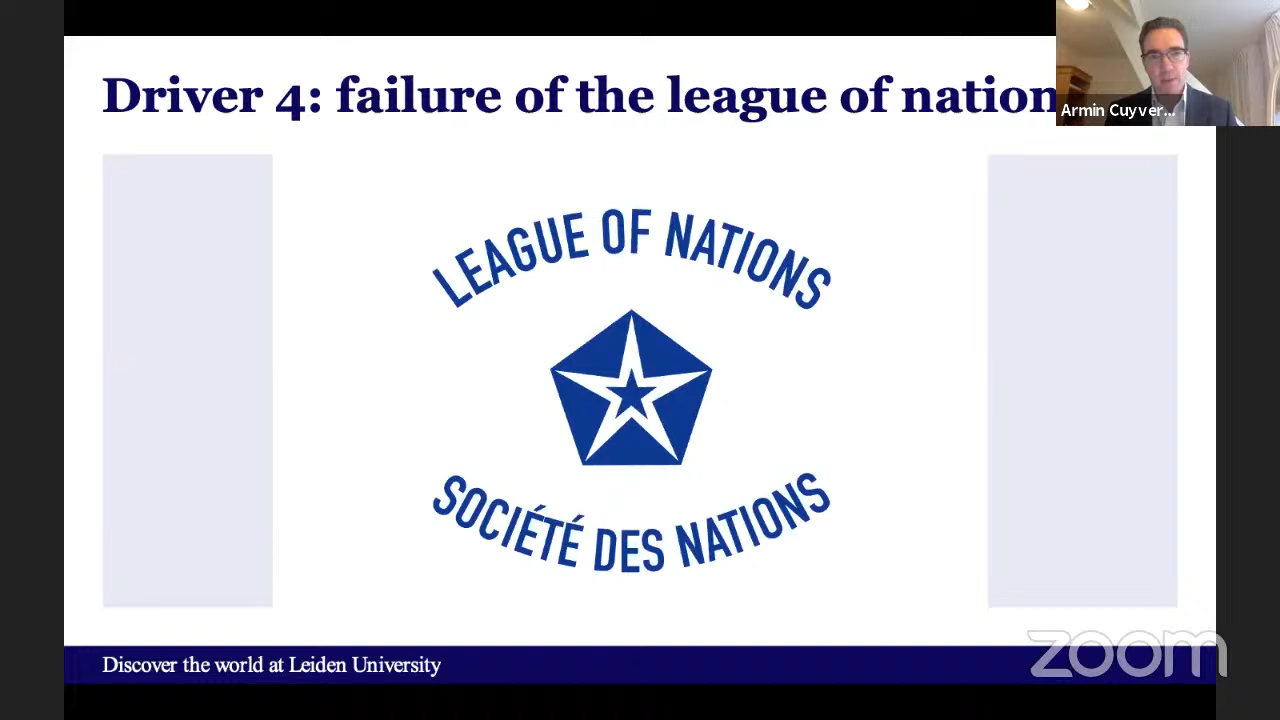 Driver 4: failure of the league of nation
Armin Cuyver...
LEAGUE OF NATIONS
SOCIÉTÉ DES NATIONS
Discover the world at Leiden University
zoom